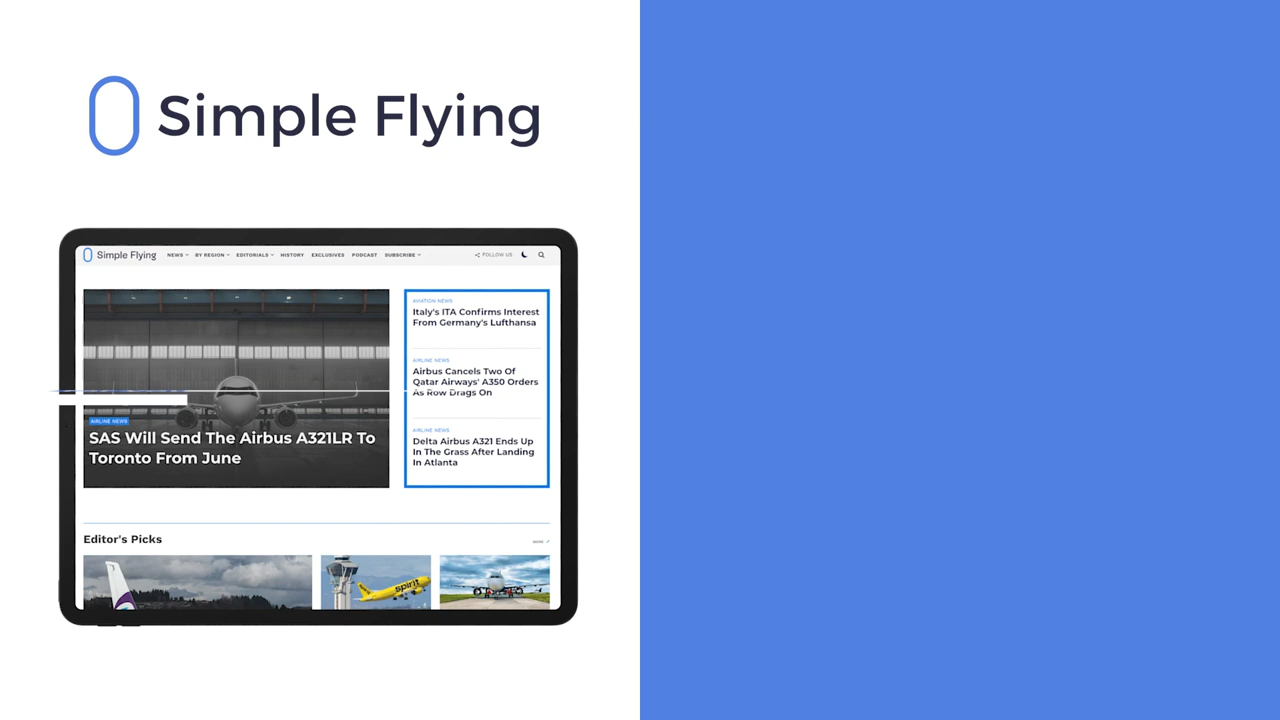 Simple Flying
Simple Flying
NEWS
BY REGION
EDITORIALS
HISTORY
EXCLUSIVES
PODCAST
SUBSCRIBE
FOLLOW US
AIRLINE NEWS
SAS Will Send The Airbus A321LR To
Toronto From June
AVIATION NEWS
Italy's ITA Confirms Interest
From Germany's Lufthansa
AIRLINE NEWS
Airbus Cancels Two Of
Qatar Airways' A350 Orders
As Row Drags On
AIRLINE NEWS
Delta Airbus A321 Ends Up
In The Grass After Landing
In Atlanta
Editor's Picks
MORE
spirit